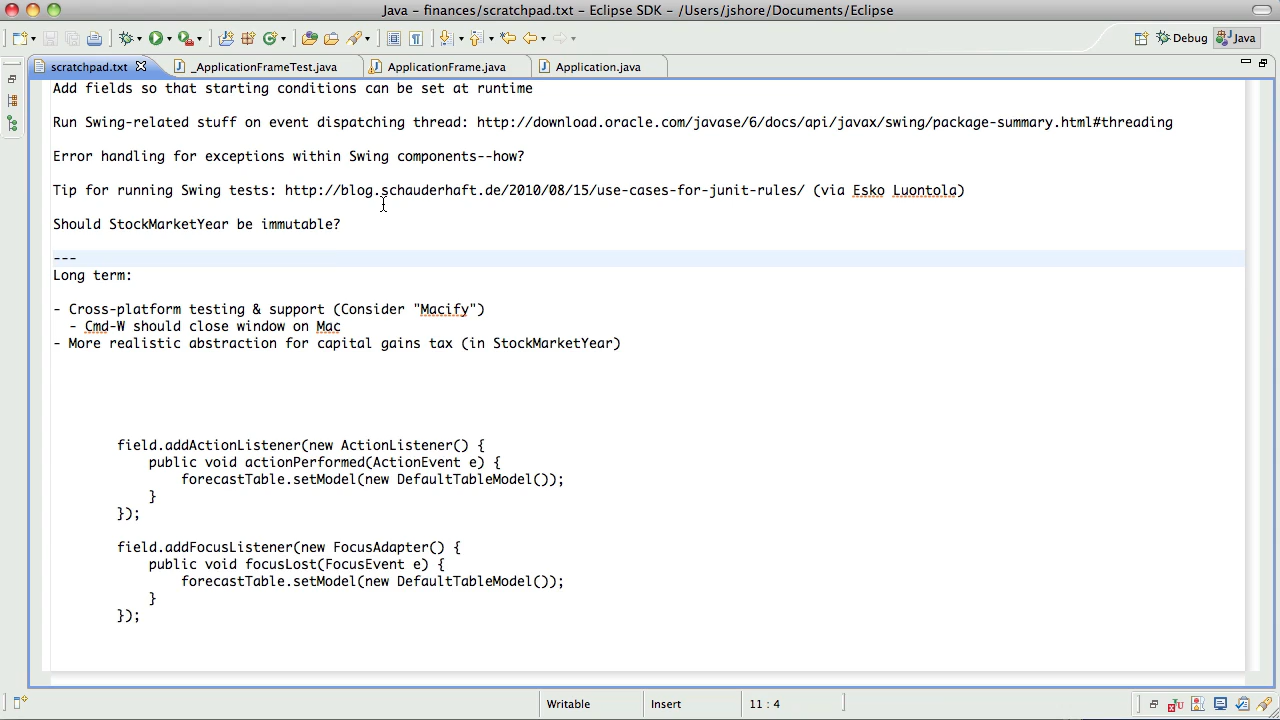 Java - finances/scratchpad.txt - Eclipse SDK - /Users/jshore/Documents/Eclipse
Debug
Java
scratchpad.txt
_ApplicationFrameTest.java
ApplicationFrame.java
Application.java
Add fields so that starting conditions can be set at runtime
Run Swing-related stuff on event dispatching thread: http://download.oracle.com/javase/6/docs/api/javax/swing/package-summary.html#threading
Error handling for exceptions within Swing components--how?
Tip for running Swing tests: http://blog.schauderhaft.de/2010/08/15/use-cases-for-junit-rules/ (via Esko Luontola)
Should StockMarketYear be immutable?
---
Long term:
- Cross-platform testing & support (Consider "Macify")
- Cmd-W should close window on Mac
- More realistic abstraction for capital gains tax (in StockMarketYear)
field.addActionListener(new ActionListener() {
public void actionPerformed(ActionEvent e) {
forecastTable.setModel(new DefaultTableModel());
}
});
field.addFocusListener(new FocusAdapter() {
public void focusLost(FocusEvent e) {
forecastTable.setModel(new DefaultTableModel());
}
});
Writable
Insert
11 : 4